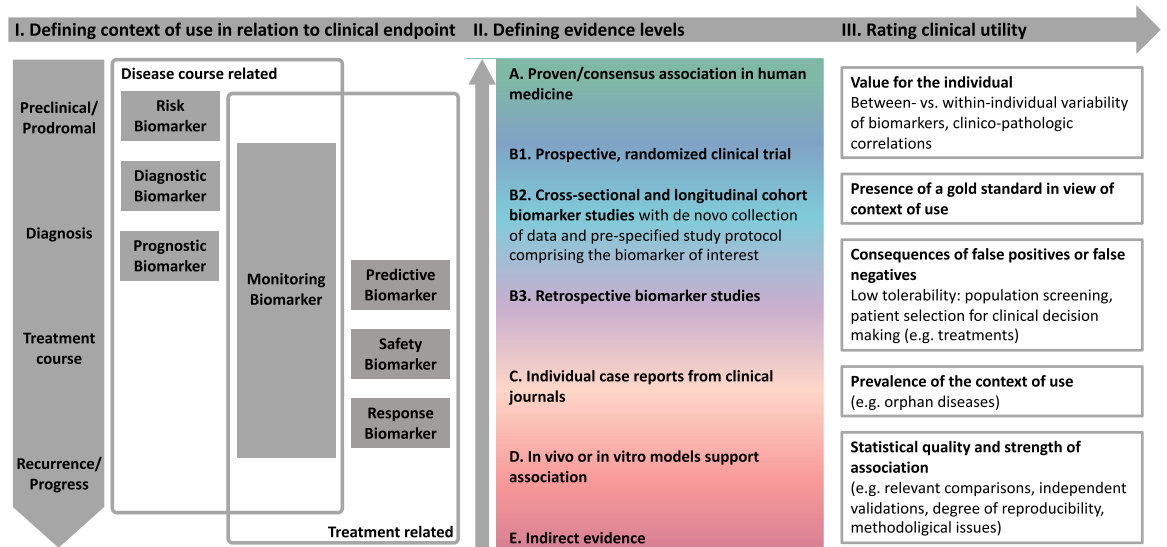 I. Defining context of use in relation to clinical endpoint
II. Defining evidence levels
III. Rating clinical utility
Preclinical/
Prodromal
Diagnosis
Treatment
course
Recurrence/
Progress
Disease course related
Risk
Biomarker
Diagnostic
Biomarker
Prognostic
Biomarker
Monitoring
Biomarker
Predictive
Biomarker
Safety
Biomarker
Response
Biomarker
Treatment related
A. Proven/consensus association in human
medicine
B1. Prospective, randomized clinical trial
B2. Cross-sectional and longitudinal cohort
biomarker studies with de novo collection
of data and pre-specified study protocol
comprising the biomarker of interest
B3. Retrospective biomarker studies
C. Individual case reports from clinical
journals
D. In vivo or in vitro models support
association
E. Indirect evidence
Value for the individual
Between- vs. within-individual variability
of biomarkers, clinico-pathologic
correlations
Presence of a gold standard in view of
context of use
Consequences of false positives or false
negatives
Low tolerability: population screening,
patient selection for clinical decision
making (e.g. treatments)
Prevalence of the context of use
(e.g. orphan diseases)
Statistical quality and strength of
association
(e.g. relevant comparisons, independent
validations, degree of reproducibility,
methodoligical issues)